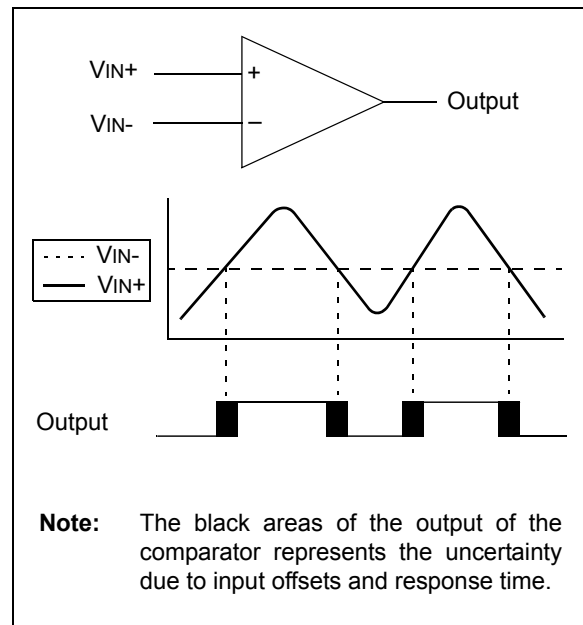 VIN+
+
Output
VIN-
–
VIN-
VIN+
Output
Note: The black areas of the output of the
comparator represents the uncertainty
due to input offsets and response time.